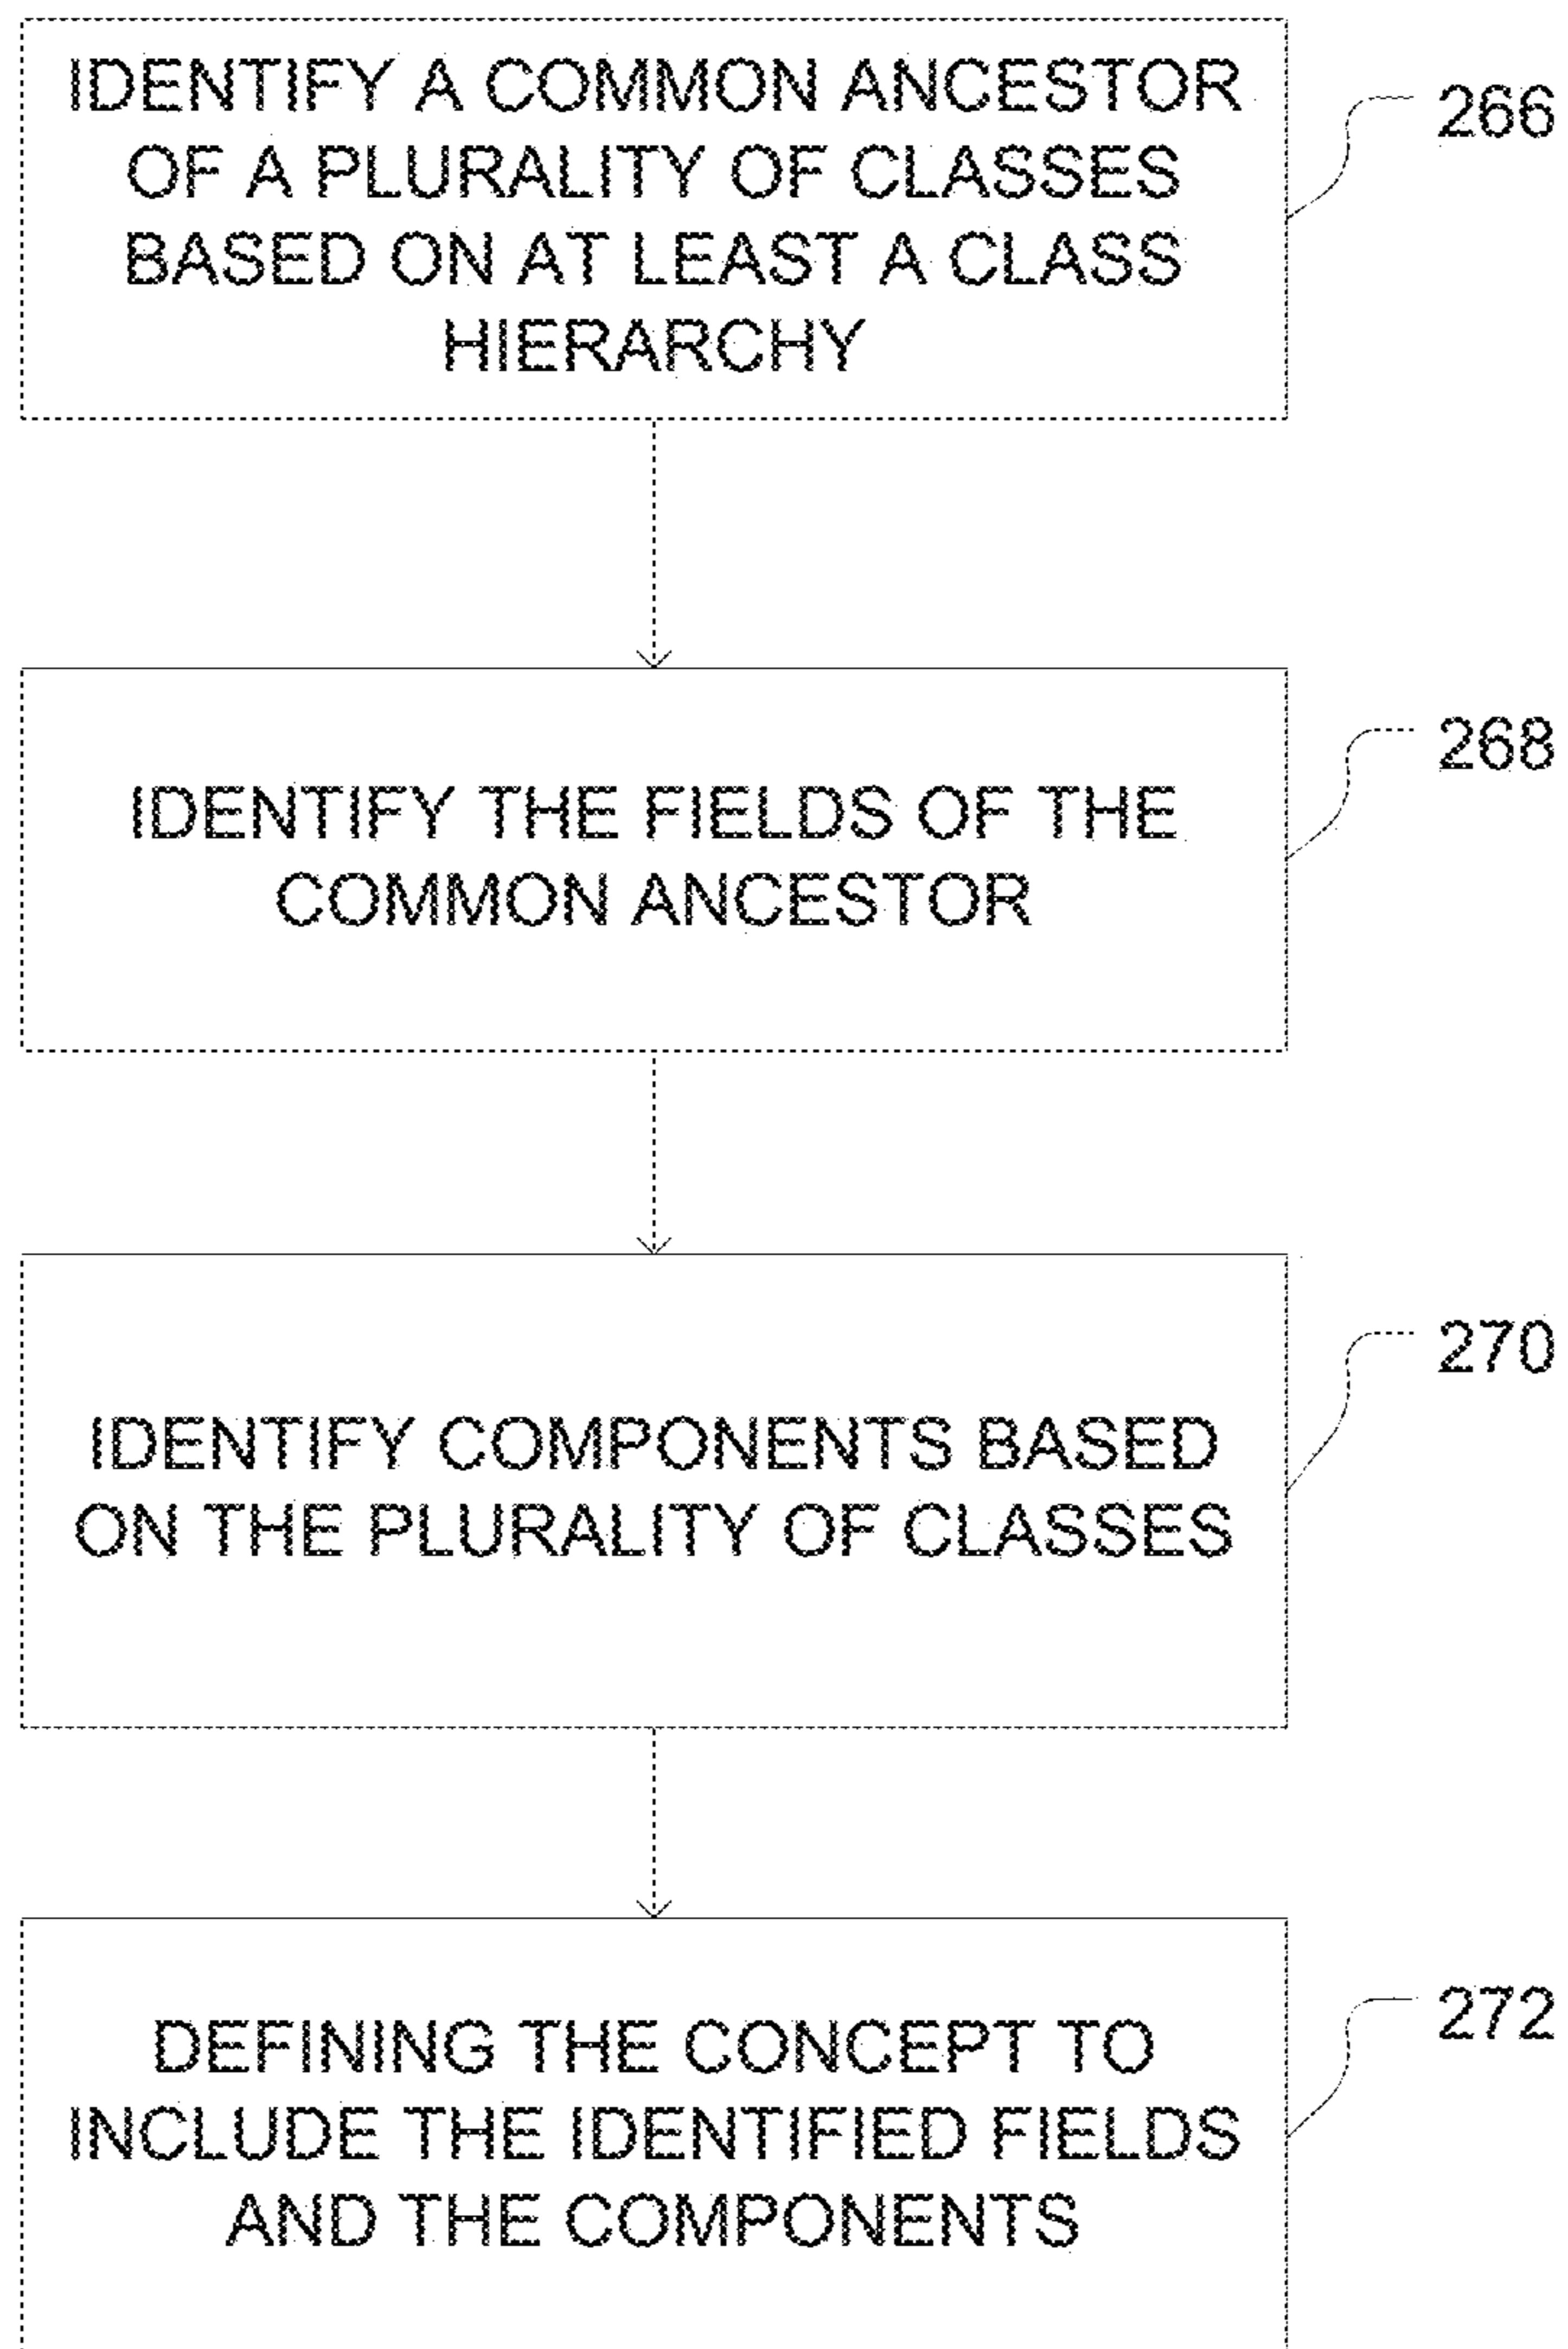 IDENTIFY A COMMON ANCESTOR
OF A PLURALITY OF CLASSES
BASED ON AT LEAST A CLASS
HIERARCHY
266
IDENTIFY THE FIELDS OF THE
COMMON ANCESTOR
268
IDENTIFY COMPONENTS BASED
ON THE PLURALITY OF CLASSES
270
DEFINING THE CONCEPT TO
INCLUDE THE IDENTIFIED FIELDS
AND THE COMPONENTS
272